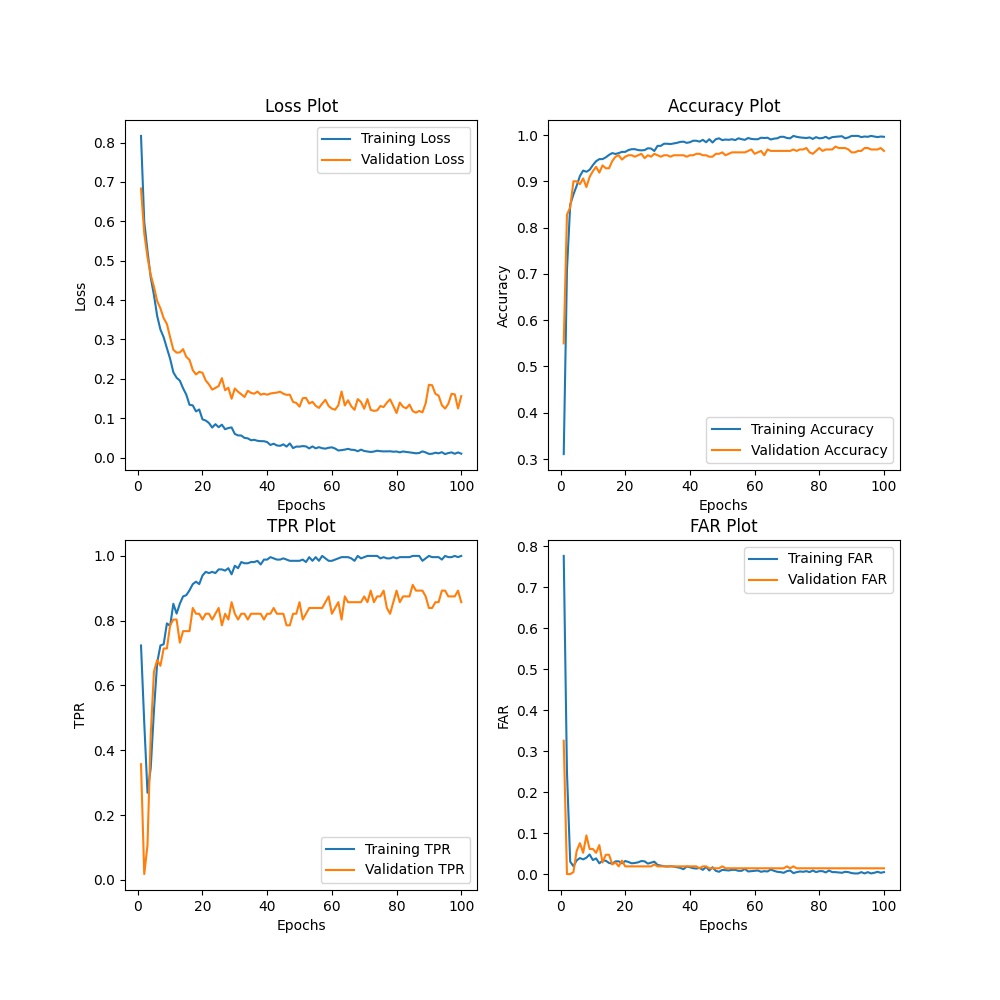 Loss Plot
0.8
0.7
0.6
0.5
0.4
0.3
0.2
0.1
0.0
Loss
Training Loss
Validation Loss
0 20 40 60 80 100
Epochs
Accuracy Plot
1.0
0.9
0.8
0.7
0.6
0.5
0.4
0.3
Accuracy
Training Accuracy
Validation Accuracy
0 20 40 60 80 100
Epochs
TPR Plot
1.0
0.8
0.6
0.4
0.2
0.0
TPR
Training TPR
Validation TPR
0 20 40 60 80 100
Epochs
FAR Plot
0.8
0.7
0.6
0.5
0.4
0.3
0.2
0.1
0.0
FAR
Training FAR
Validation FAR
0 20 40 60 80 100
Epochs